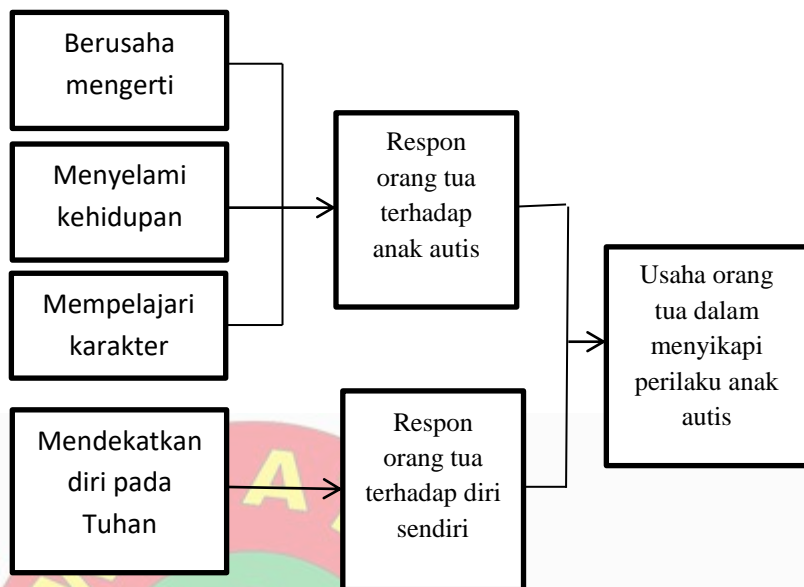 Berusaha
mengerti
Menyelami
kehidupan
Mempelajari
karakter
Mendekatkan
diri pada
Tuhan
Respon
orang tua
terhadap
anak autis
Respon
orang tua
terhadap diri
sendiri
Usaha orang
tua dalam
menyikapi
perilaku anak
autis